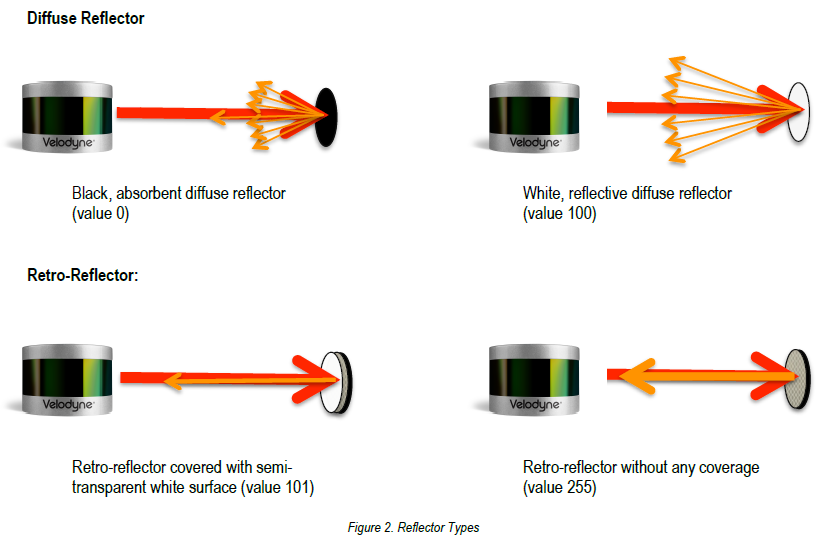 Diffuse Reflector
Velodyne
Velodyne
Black, absorbent diffuse reflector
(value 0)
White, reflective diffuse reflector
(value 100)
Retro-Reflector:
Velodyne
Velodyne
Retro-reflector covered with semi-
transparent white surface (value 101)
Retro-reflector without any coverage
(value 255)
Figure 2. Reflector Types